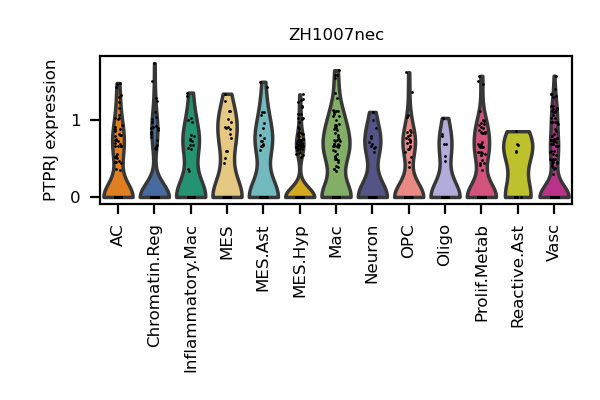 ZH1007nec
PTPRJ expression
1
0
AC
Chromatin.Reg
Inflammatory.Mac
MES
MES.Ast
MES.Hyp
Mac
Neuron
OPC
Oligo
Prolif.Metab
Reactive.Ast
Vasc